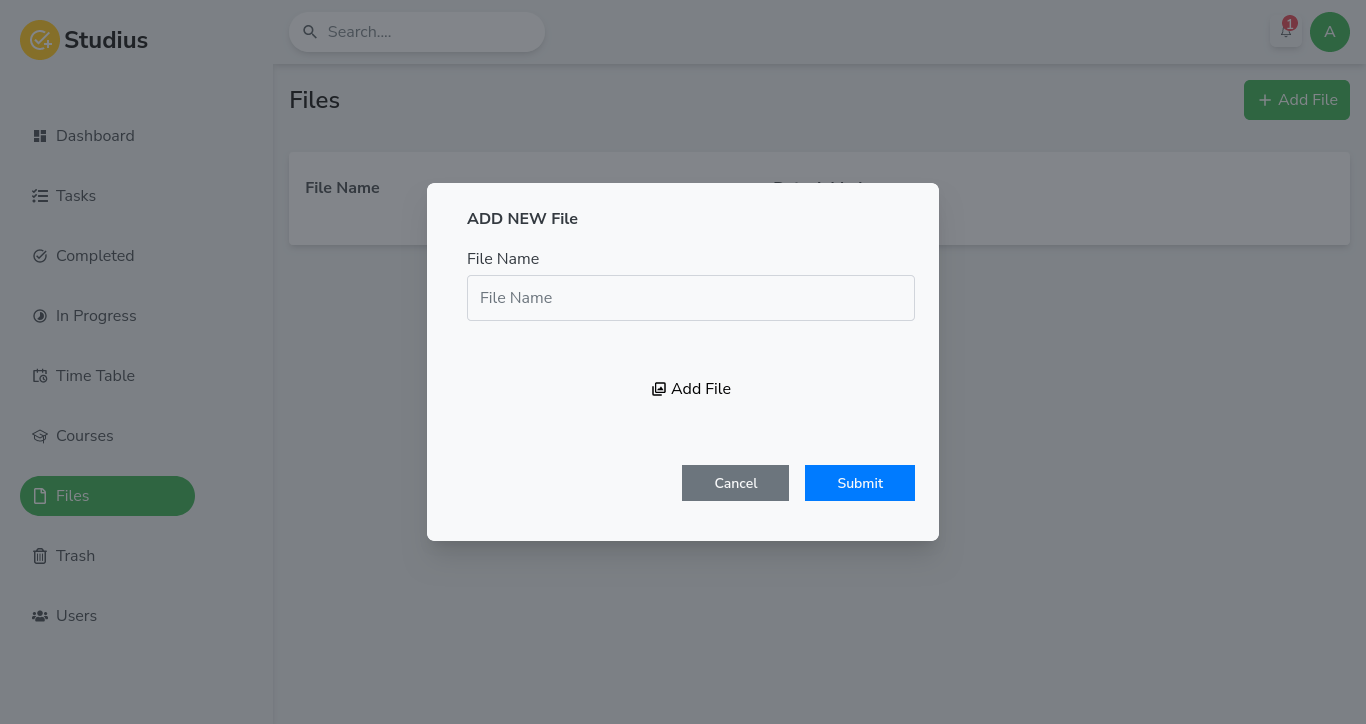 Studius
Search....
1
A
Dashboard
Tasks
Completed
In Progress
Time Table
Courses
Files
Trash
Users
Files
Add File
File Name
ADD NEW File
File Name
File Name
Add File
Cancel
Submit